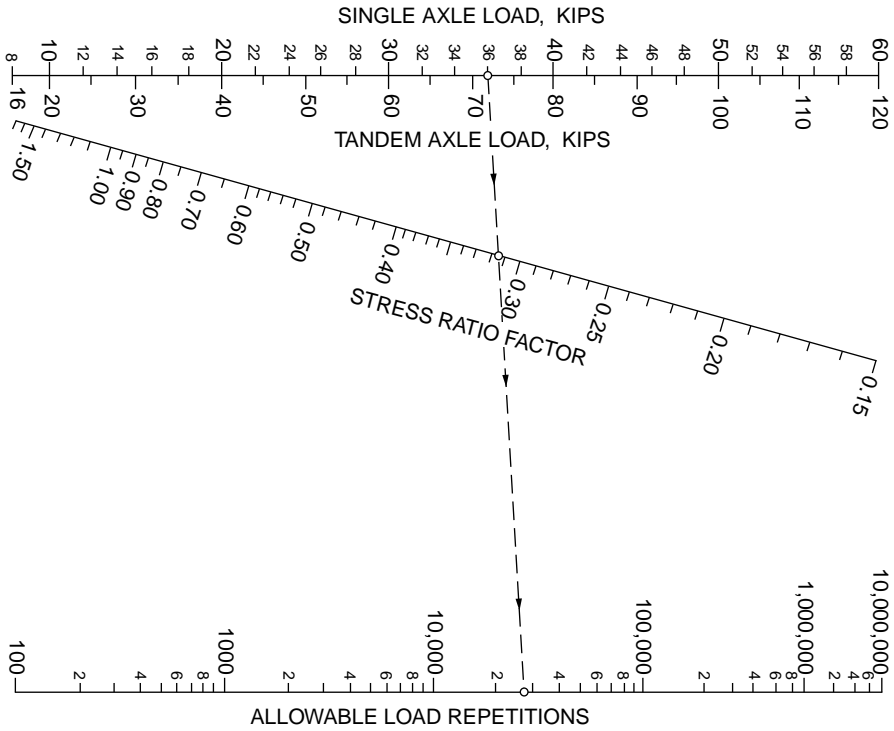 SINGLE AXLE LOAD, KIPS
8 10 12 14 16 18 20 22 24 26 28 30 32 34 36 38 40 42 44 46 48 50 52 54 56 58 60
16 20 30 40 50 60 70 80 90 100 110 120
TANDEM AXLE LOAD, KIPS
1.50 1.00 0.90 0.80 0.70 0.60 0.50 0.40 0.30 0.25 0.20 0.15
STRESS RATIO FACTOR
100 2 4 6 8 1000 2 4 6 8 10,000 2 4 6 8 100,000 2 4 6 8 1,000,000 2 4 6 10,000,000
ALLOWABLE LOAD REPETITIONS